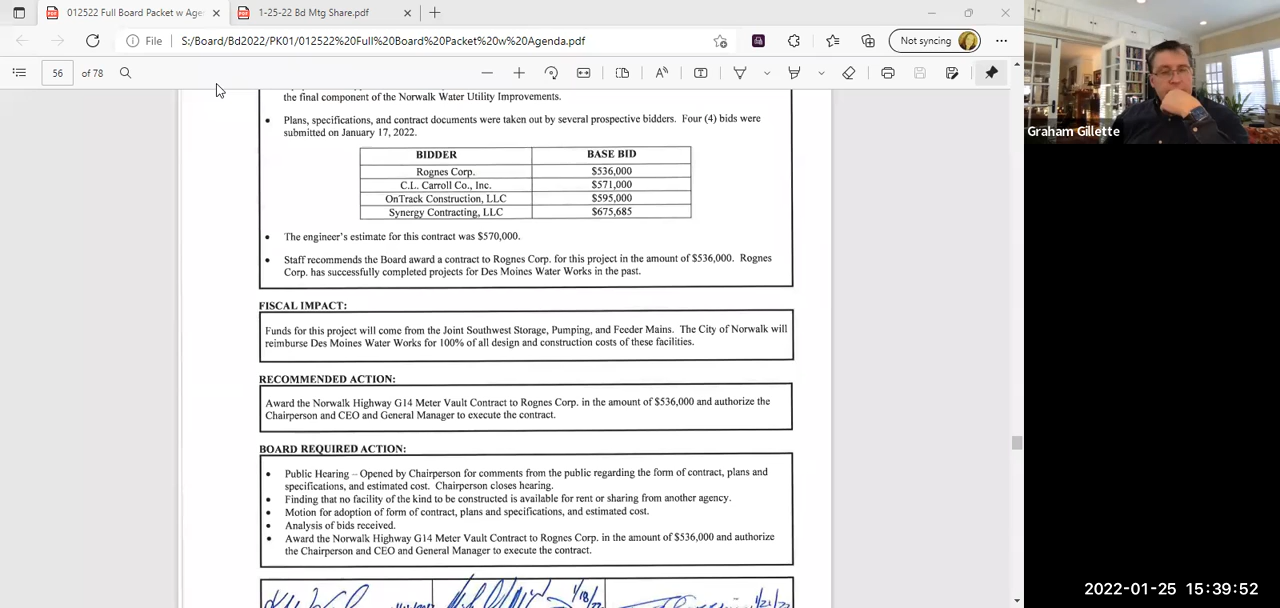 012522 Full Board Packet w Age
1-25-22 Bd Mtg Share.pdf
File
S:/Board/Bd2022/PK01/012522%20Full%20Board%20Packet%20w%20Agenda.pdf
Not syncing
56 of 78
the final component of the Norwalk Water Utility Improvements.
• Plans, specifications, and contract documents were taken out by several prospective bidders. Four (4) bids were
submitted on January 17, 2022.
BIDDER BASE BID
Rognes Corp. $536,000
C.L. Carroll Co., Inc. $571,000
OnTrack Construction, LLC $595,000
Synergy Contracting, LLC $675,685
• The engineer's estimate for this contract was $570,000.
• Staff recommends the Board award a contract to Rognes Corp. for this project in the amount of $536,000. Rognes
Corp. has successfully completed projects for Des Moines Water Works in the past.
FISCAL IMPACT:
Funds for this project will come from the Joint Southwest Storage, Pumping, and Feeder Mains. The City of Norwalk will
reimburse Des Moines Water Works for 100% of all design and construction costs of these facilities.
RECOMMENDED ACTION:
Award the Norwalk Highway G14 Meter Vault Contract to Rognes Corp. in the amount of $536,000 and authorize the
Chairperson and CEO and General Manager to execute the contract.
BOARD REQUIRED ACTION:
• Public Hearing – Opened by Chairperson for comments from the public regarding the form of contract, plans and
specifications, and estimated cost. Chairperson closes hearing.
• Finding that no facility of the kind to be constructed is available for rent or sharing from another agency.
• Motion for adoption of form of contract, plans and specifications, and estimated cost.
• Analysis of bids received.
• Award the Norwalk Highway G14 Meter Vault Contract to Rognes Corp. in the amount of $536,000 and authorize
the Chairperson and CEO and General Manager to execute the contract.
Graham Gillette
2022-01-25 15:39:52